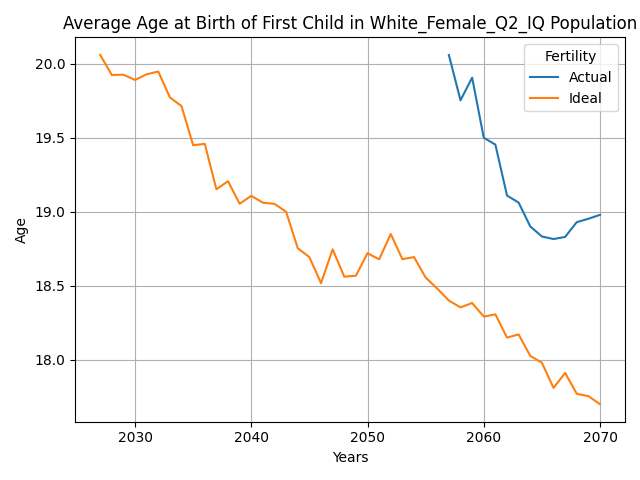 Average Age at Birth of First Child in White_Female_Q2_IQ Population
Fertility
Actual
Ideal
20.0
19.5
19.0
18.5
18.0
Age
2030
2040
2050
2060
2070
Years